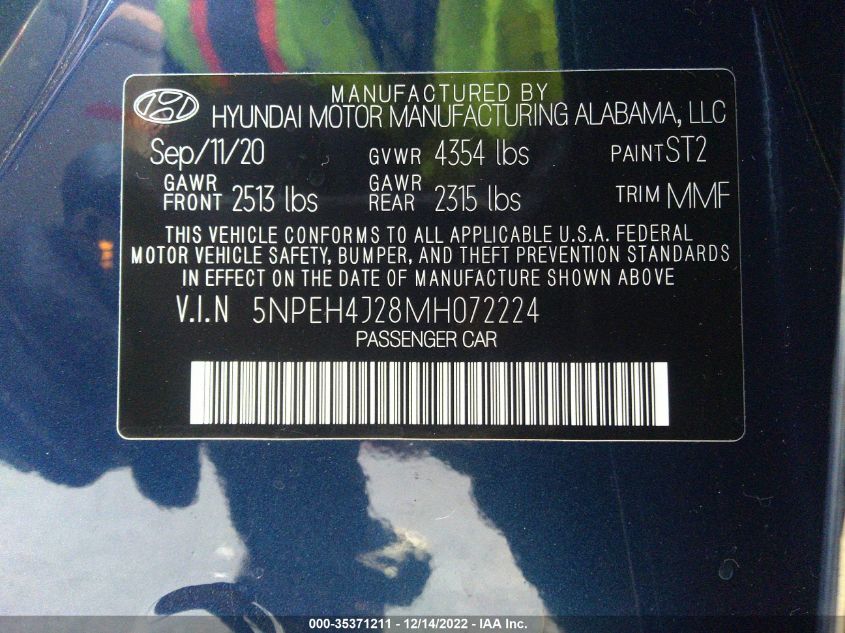 MANUFACTURED BY
HYUNDAI MOTOR MANUFACTURING ALABAMA, LLC
Sep/11/20 GVWR 4354 lbs PAINT ST2
GAWR FRONT 2513 lbs GAWR REAR 2315 lbs TRIM MMF
THIS VEHICLE CONFORMS TO ALL APPLICABLE U.S.A. FEDERAL
MOTOR VEHICLE SAFETY, BUMPER, AND THEFT PREVENTION STANDARDS
IN EFFECT ON THE DATE OF MANUFACTURE SHOWN ABOVE
V.I.N 5NPEH4J28MH072224
PASSENGER CAR
000-35371211 - 12/14/2022 - IAA Inc.